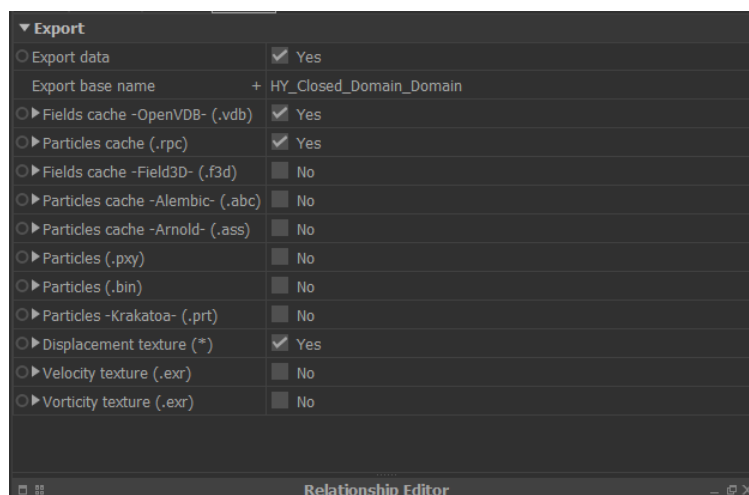 Export
Export data Yes
Export base name + HY_Closed_Domain_Domain
Fields cache -OpenVDB- (.vdb) Yes
Particles cache (.rpc) Yes
Fields cache -Field3D- (.f3d) No
Particles cache -Alembic- (.abc) No
Particles cache -Arnold- (.ass) No
Particles (.pxy) No
Particles (.bin) No
Particles -Krakatoa- (.prt) No
Displacement texture (*) Yes
Velocity texture (.exr) No
Vorticity texture (.exr) No
Relationship Editor